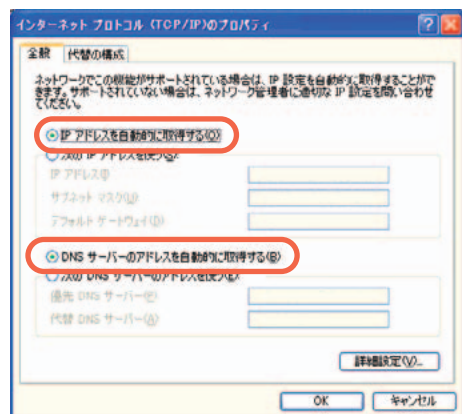 インターネット プロトコル (TCP/IP)のプロパティ
全般 代替の構成
ネットワークでこの機能がサポートされている場合は、IP 設定を自動的に取得することがで
きます。サポートされていない場合は、ネットワーク管理者に適切な IP 設定を問い合わせ
てください。
IP アドレスを自動的に取得する(O)
次の IP アドレスを使う(S):
IP アドレス(I):
サブネット マスク(U):
デフォルト ゲートウェイ(D):
DNS サーバーのアドレスを自動的に取得する(B)
次の DNS サーバーのアドレスを使う(E):
優先 DNS サーバー(P):
代替 DNS サーバー(A):
詳細設定(V)...
OK キャンセル